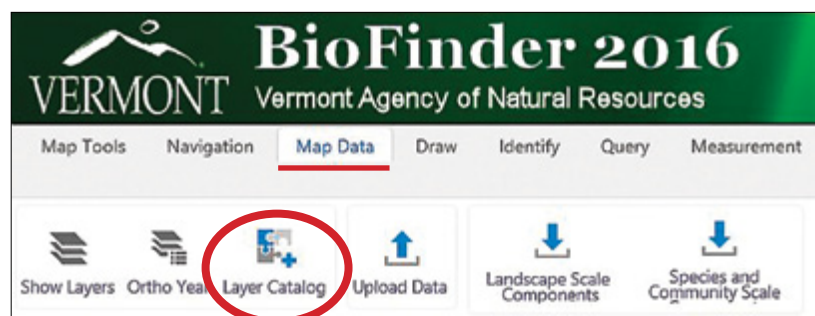 BioFinder 2016
VERMONT Vermont Agency of Natural Resources
Map Tools Navigation Map Data Draw Identify Query Measurement
Show Layers Ortho Year Layer Catalog Upload Data Landscape Scale Components Species and Community Scale